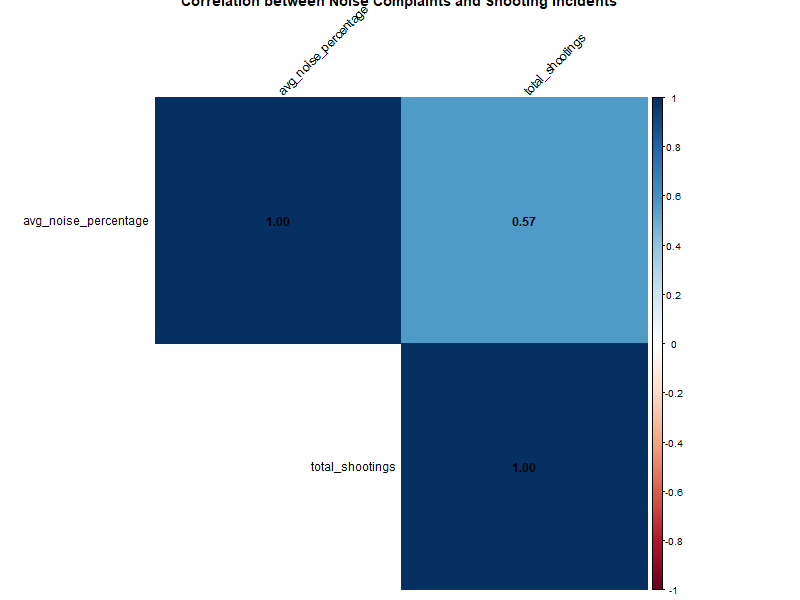 Correlation between Noise Complaints and Shooting Incidents
avg_noise_percentage
total_shootings
avg_noise_percentage
1.00
0.57
total_shootings
1.00
1
0.8
0.6
0.4
0.2
0
-0.2
-0.4
-0.6
-0.8
-1